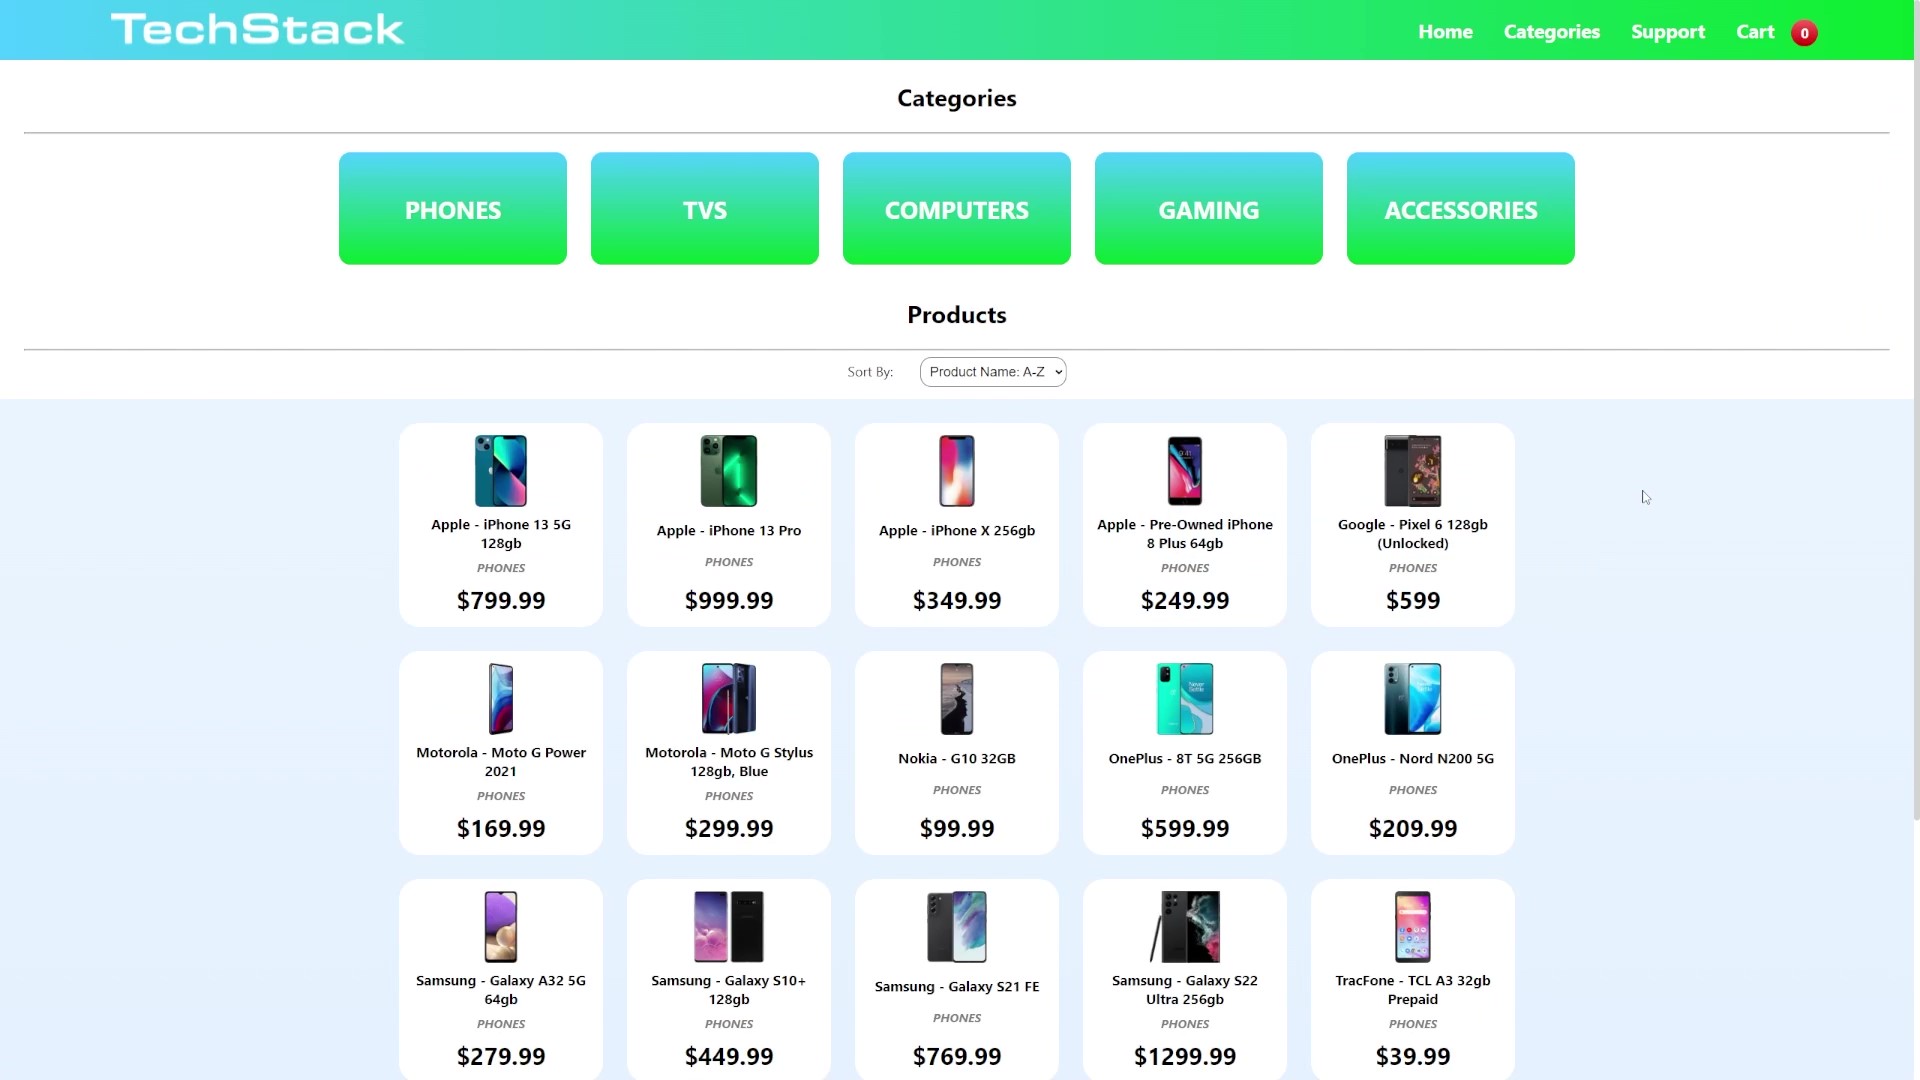 TechStack
Home Categories Support Cart 0
Categories
PHONES TVS COMPUTERS GAMING ACCESSORIES
Products
Sort By: Product Name: A-Z
Apple - iPhone 13 5G
128gb
PHONES
$799.99
Apple - iPhone 13 Pro
PHONES
$999.99
Apple - iPhone X 256gb
PHONES
$349.99
Apple - Pre-Owned iPhone
8 Plus 64gb
PHONES
$249.99
Google - Pixel 6 128gb
(Unlocked)
PHONES
$599
Motorola - Moto G Power
2021
PHONES
$169.99
Motorola - Moto G Stylus
128gb, Blue
PHONES
$299.99
Nokia - G10 32GB
PHONES
$99.99
OnePlus - 8T 5G 256GB
PHONES
$599.99
OnePlus - Nord N200 5G
PHONES
$209.99
Samsung - Galaxy A32 5G
64gb
PHONES
$279.99
Samsung - Galaxy S10+
128gb
PHONES
$449.99
Samsung - Galaxy S21 FE
PHONES
$769.99
Samsung - Galaxy S22
Ultra 256gb
PHONES
$1299.99
TracFone - TCL A3 32gb
Prepaid
PHONES
$39.99